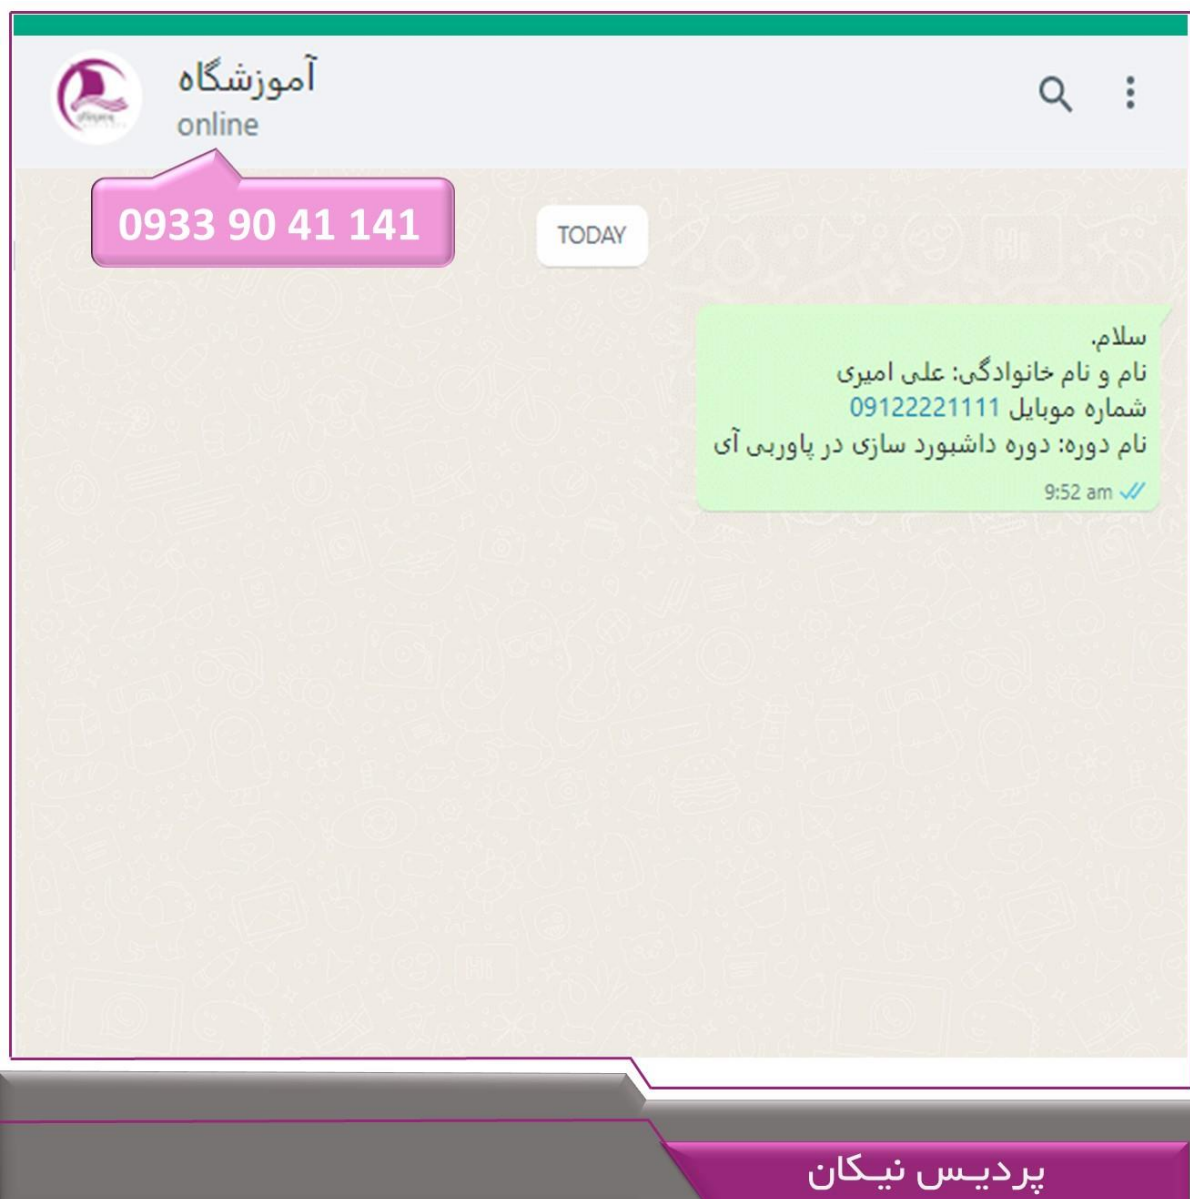 آموزشگاه
online
0933 90 41 141
TODAY
سلام.
نام و نام خانوادگی: علی امیری
شماره موبایل 09122221111
نام دوره: دوره داشبورد سازی در پاوربی آی
9:52 am
پردیس نیکان